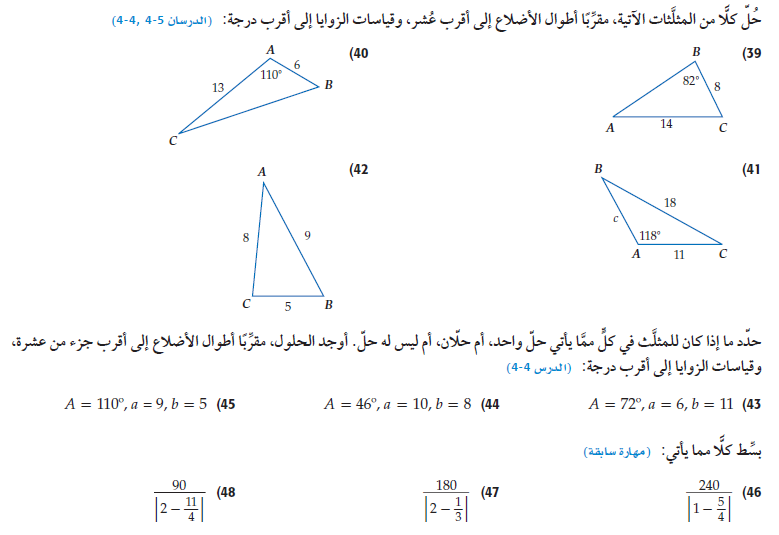 حُلّ كلًّا من المثلَّثات الآتية، مقرِّبًا أطوال الأضلاع إلى أقرب عُشر، وقياسات الزوايا إلى أقرب درجة: (الدرسان 5-4 ,4-4)
39)
B
82°
8
A
14
C
40)
A
6
110°
13
B
C
41)
B
18
c
118°
A
11
C
42)
A
8
9
C
5
B
حدّد ما إذا كان للمثلَّث في كلٍّ ممَّا يأتي حلّ واحد، أم حلّان، أم ليس له حلّ. أوجد الحلول، مقرِّبًا أطوال الأضلاع إلى أقرب جزء من عشرة،
وقياسات الزوايا إلى أقرب درجة: (الدرس 4-4)
43) A = 72°, a = 6, b = 11
44) A = 46°, a = 10, b = 8
45) A = 110°, a = 9, b = 5
بسِّط كلًّا مما يأتي: (مهارة سابقة)
46) 240 / |1 − 5/4|
47) 180 / |2 − 1/3|
48) 90 / |2 − 11/4|